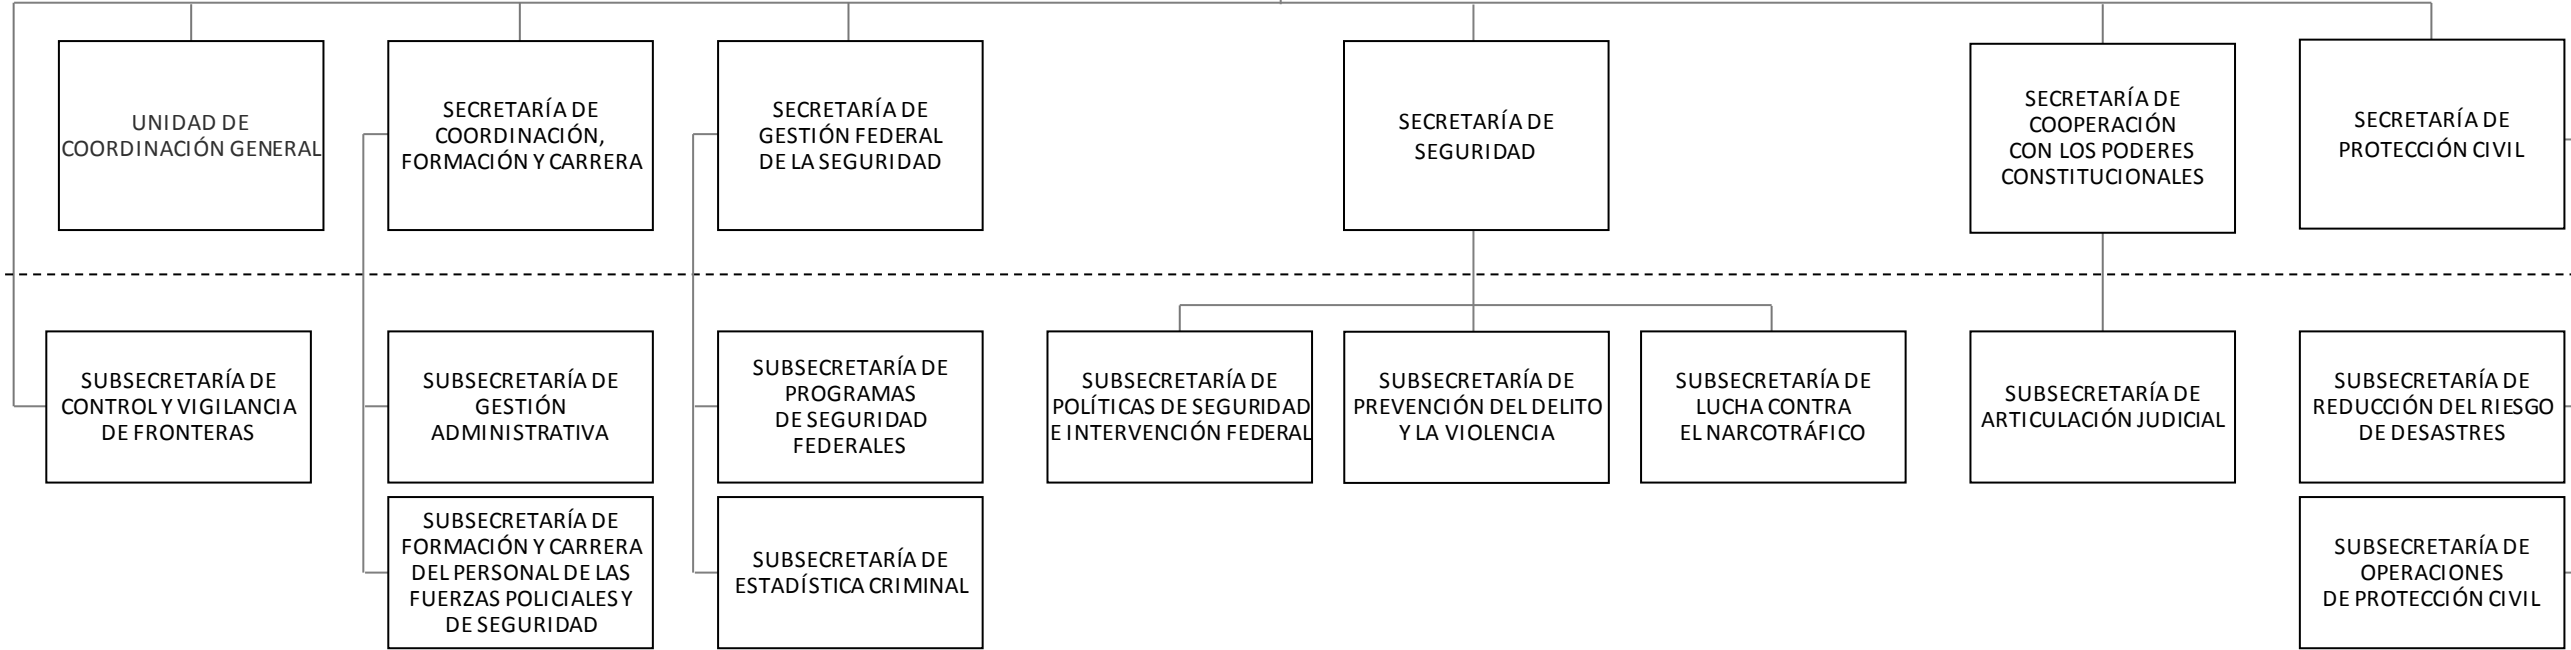 UNIDAD DE
COORDINACIÓN GENERAL
SECRETARÍA DE
COORDINACIÓN,
FORMACIÓN Y CARRERA
SECRETARÍA DE
GESTIÓN FEDERAL
DE LA SEGURIDAD
SECRETARÍA DE
SEGURIDAD
SECRETARÍA DE
COOPERACIÓN
CON LOS PODERES
CONSTITUCIONALES
SECRETARÍA DE
PROTECCIÓN CIVIL
SUBSECRETARÍA DE
CONTROL Y VIGILANCIA
DE FRONTERAS
SUBSECRETARÍA DE
GESTIÓN
ADMINISTRATIVA
SUBSECRETARÍA DE
PROGRAMAS
DE SEGURIDAD
FEDERALES
SUBSECRETARÍA DE
POLÍTICAS DE SEGURIDAD
E INTERVENCIÓN FEDERAL
SUBSECRETARÍA DE
PREVENCIÓN DEL DELITO
Y LA VIOLENCIA
SUBSECRETARÍA DE
LUCHA CONTRA
EL NARCOTRÁFICO
SUBSECRETARÍA DE
ARTICULACIÓN JUDICIAL
SUBSECRETARÍA DE
REDUCCIÓN DEL RIESGO
DE DESASTRES
SUBSECRETARÍA DE
FORMACIÓN Y CARRERA
DEL PERSONAL DE LAS
FUERZAS POLICIALES Y
DE SEGURIDAD
SUBSECRETARÍA DE
ESTADÍSTICA CRIMINAL
SUBSECRETARÍA DE
OPERACIONES
DE PROTECCIÓN CIVIL